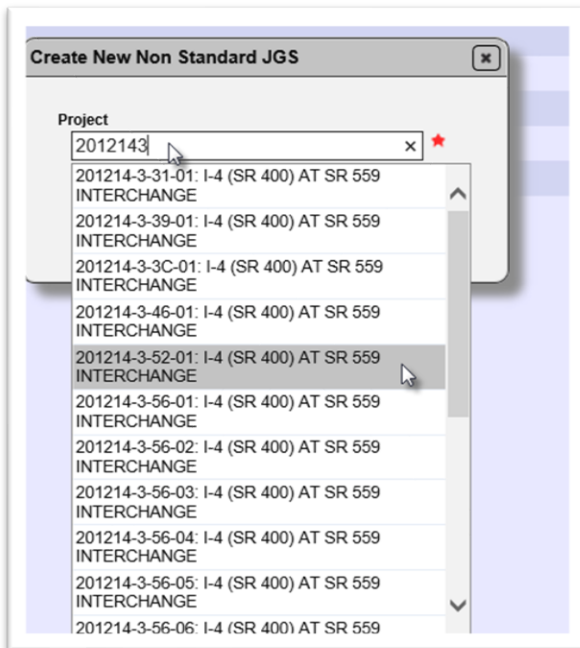 Create New Non Standard JGS
Project
2012143
201214-3-31-01: I-4 (SR 400) AT SR 559
INTERCHANGE
201214-3-39-01: I-4 (SR 400) AT SR 559
INTERCHANGE
201214-3-3C-01: I-4 (SR 400) AT SR 559
INTERCHANGE
201214-3-46-01: I-4 (SR 400) AT SR 559
INTERCHANGE
201214-3-52-01: I-4 (SR 400) AT SR 559
INTERCHANGE
201214-3-56-01: I-4 (SR 400) AT SR 559
INTERCHANGE
201214-3-56-02: I-4 (SR 400) AT SR 559
INTERCHANGE
201214-3-56-03: I-4 (SR 400) AT SR 559
INTERCHANGE
201214-3-56-04: I-4 (SR 400) AT SR 559
INTERCHANGE
201214-3-56-05: I-4 (SR 400) AT SR 559
INTERCHANGE
201214-3-56-06: I-4 (SR 400) AT SR 559